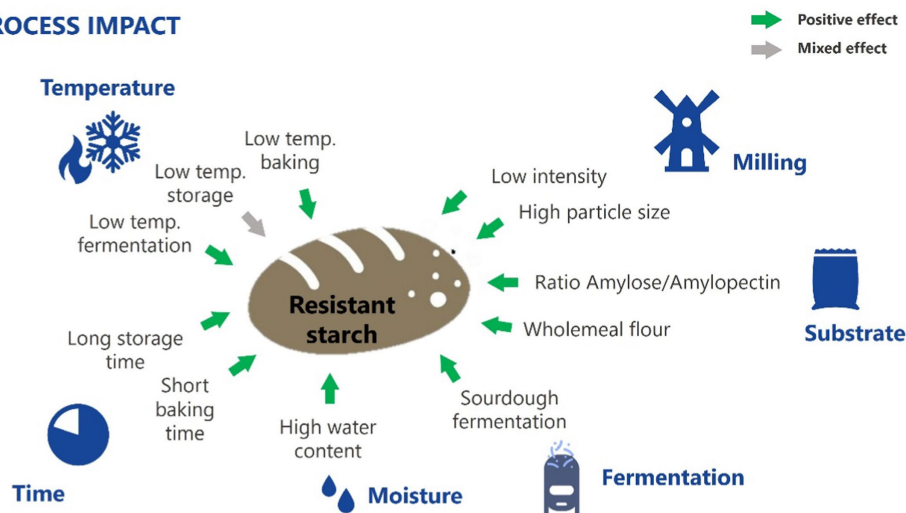 ROCESS IMPACT
Positive effect
Mixed effect
Temperature
Low temp.
baking
Low temp.
storage
Low temp.
fermentation
Milling
Low intensity
High particle size
Ratio Amylose/Amylopectin
Wholemeal flour
Substrate
Resistant
starch
Long storage
time
Short
baking
time
Time
High water
content
Moisture
Sourdough
fermentation
Fermentation